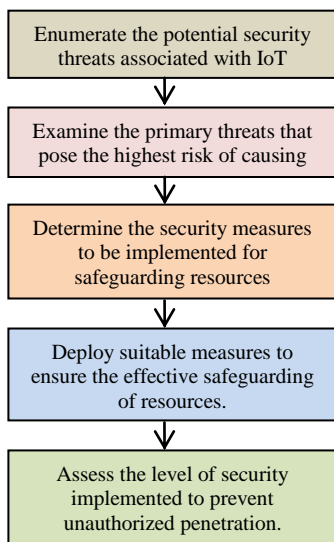 Enumerate the potential security
threats associated with IoT
Examine the primary threats that
pose the highest risk of causing
Determine the security measures
to be implemented for
safeguarding resources
Deploy suitable measures to
ensure the effective safeguarding
of resources.
Assess the level of security
implemented to prevent
unauthorized penetration.